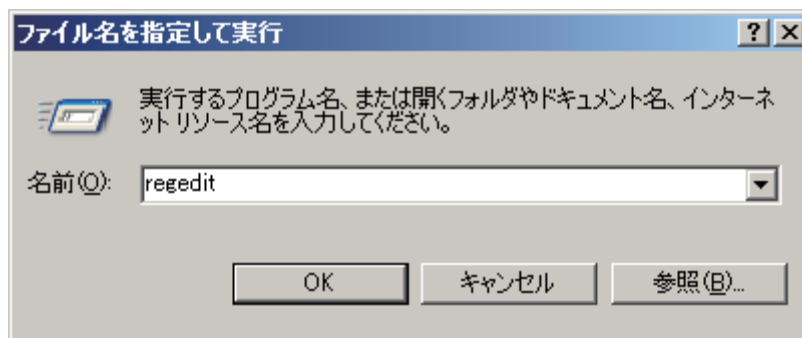 ファイル名を指定して実行
実行するプログラム名、または開くフォルダやドキュメント名、インターネ
ット リソース名を入力してください。
名前(O): regedit
OK キャンセル 参照(B)...